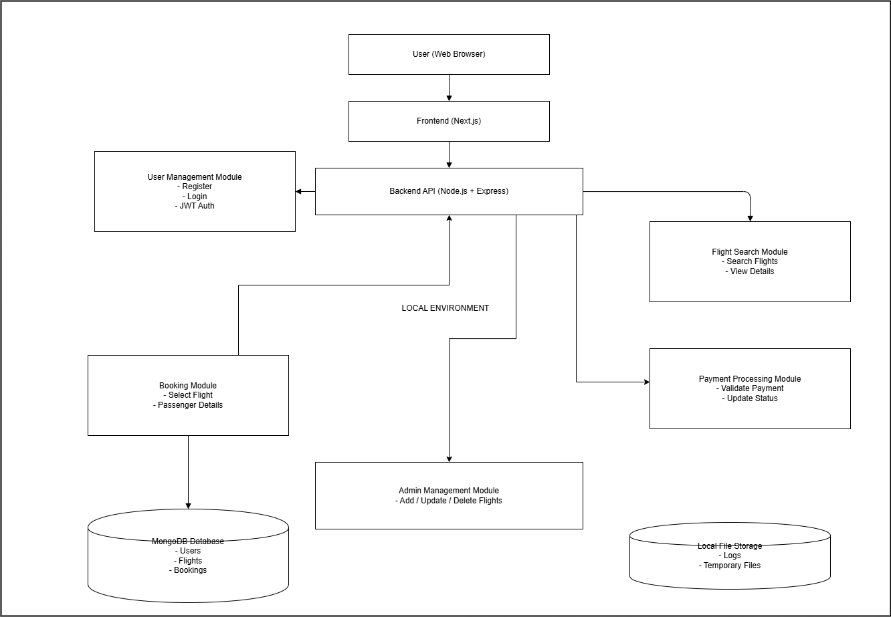 User (Web Browser)
Frontend (Next.js)
Backend API (Node.js + Express)
User Management Module
- Register
- Login
- JWT Auth
Flight Search Module
- Search Flights
- View Details
LOCAL ENVIRONMENT
Booking Module
- Select Flight
- Passenger Details
Payment Processing Module
- Validate Payment
- Update Status
Admin Management Module
- Add / Update / Delete Flights
MongoDB Database
- Users
- Flights
- Bookings
Local File Storage
- Logs
- Temporary Files